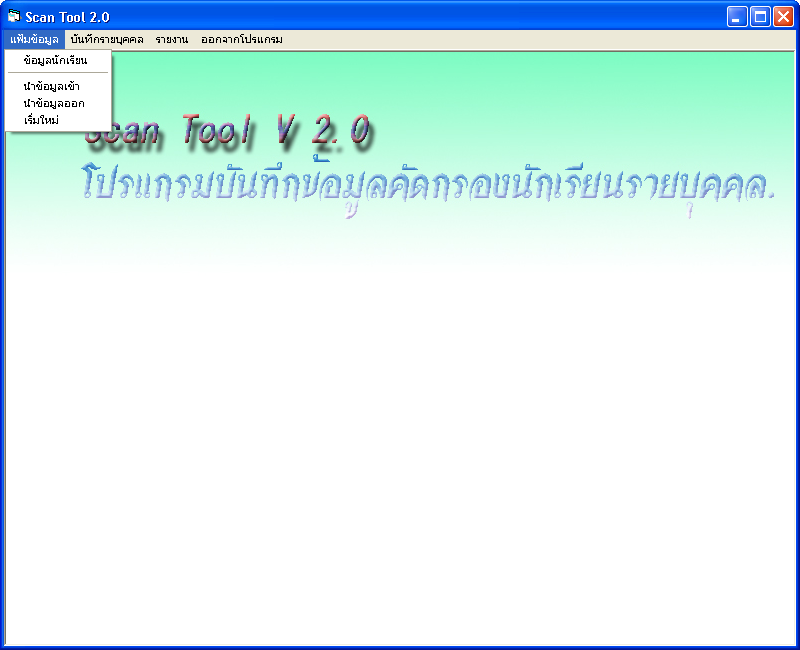 Scan Tool 2.0
แฟ้มข้อมูล บันทึกรายบุคคล รายงาน ออกจากโปรแกรม
ข้อมูลนักเรียน
นำข้อมูลเข้า
นำข้อมูลออก
เริ่มใหม่
Scan Tool V 2.0
โปรแกรมบันทึกข้อมูลคัดกรองนักเรียนรายบุคคล.